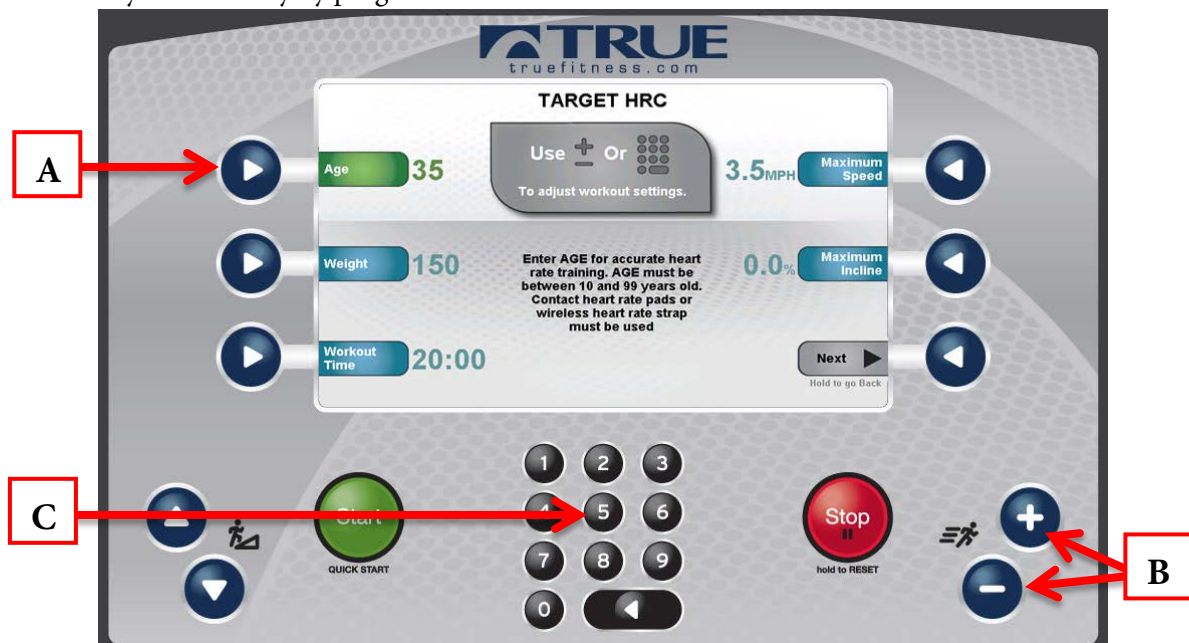 TRUE
truefitness.com
TARGET HRC
Use + - Or
To adjust workout settings.
Age 35
3.5MPH Maximum
Speed
Weight 150
Enter AGE for accurate heart
rate training. AGE must be
between 10 and 99 years old.
Contact heart rate pads or
wireless heart rate strap
must be used
0.0% Maximum
Incline
Workout
Time 20:00
Next
Hold to go Back
A
B
C
1 2 3
4 5 6
7 8 9
0
Start
QUICK START
Stop
hold to RESET
+
-